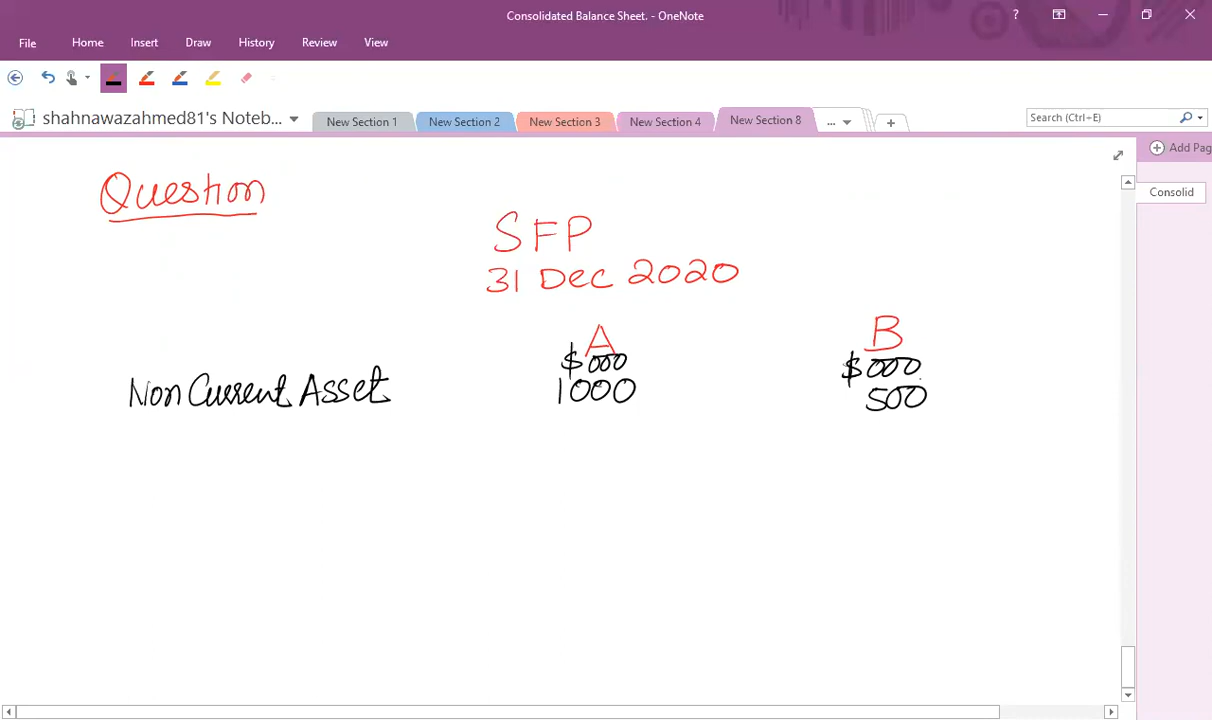 Consolidated Balance Sheet. - OneNote
?
File Home Insert Draw History Review View
shahnawazahmed81's Noteb... New Section 1 New Section 2 New Section 3 New Section 4 New Section 8 ... + Search (Ctrl+E)
Add Pag
Consolid
Question
SFP
31 Dec 2020
A B
$000 $000
Non Current Asset 1000 500